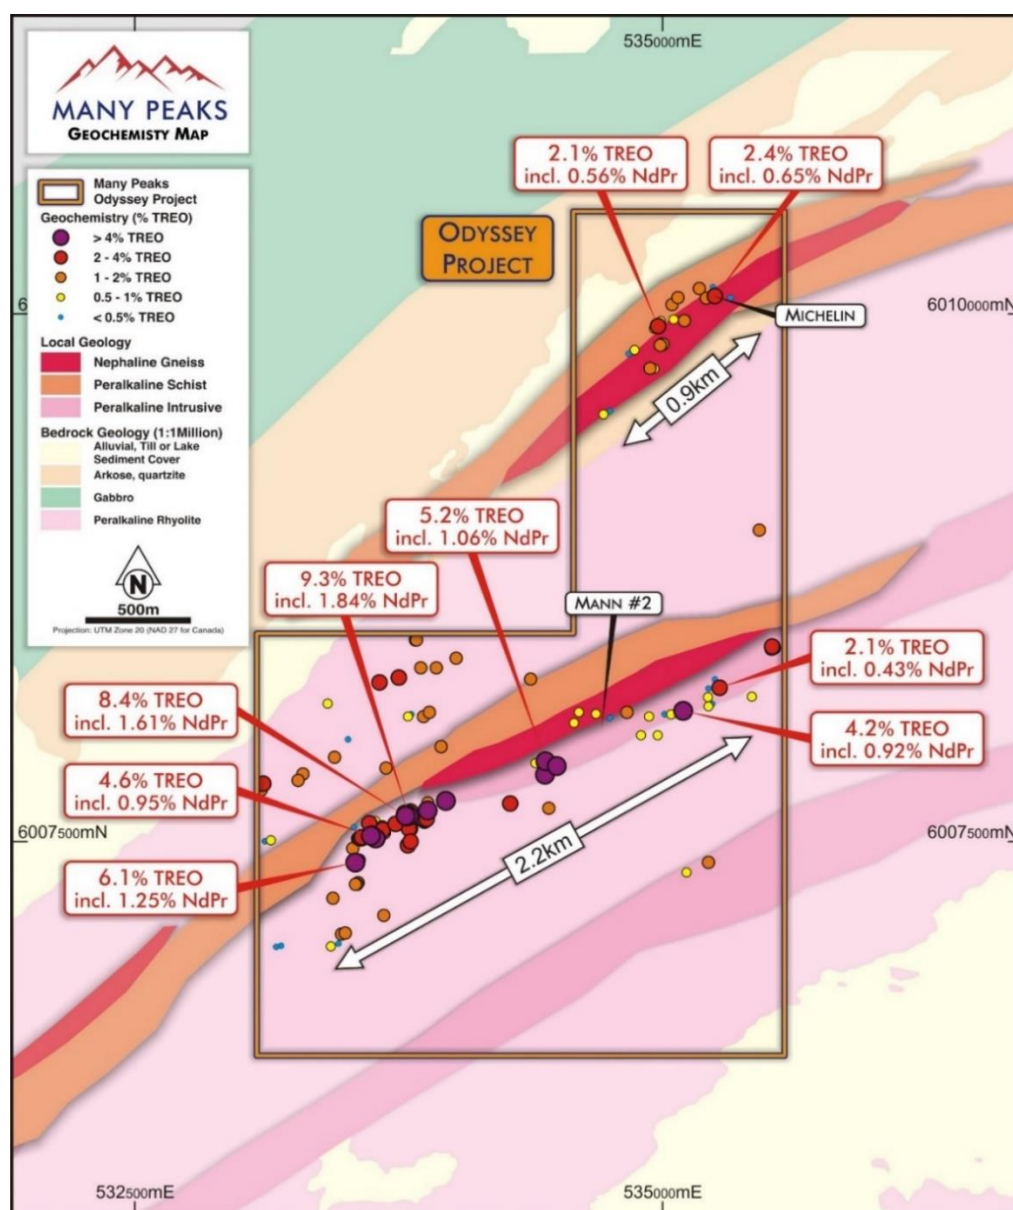 535000mE
MANY PEAKS
GEOCHEMISTY MAP
Many Peaks
Odyssey Project
Geochemistry (% TREO)
> 4% TREO
2 - 4% TREO
1 - 2% TREO
0.5 - 1% TREO
< 0.5% TREO
Local Geology
Nephaline Gneiss
Peralkaline Schist
Peralkaline Intrusive
Bedrock Geology (1:1Million)
Alluvial, Till or Lake
Sediment Cover
Arkose, quartzite
Gabbro
Peralkaline Rhyolite
N
500m
Projection: UTM Zone 20 (NAD 27 for Canada)
2.1% TREO
incl. 0.56% NdPr
2.4% TREO
incl. 0.65% NdPr
ODYSSEY
PROJECT
6
6010000mN
MICHELIN
0.9km
5.2% TREO
incl. 1.06% NdPr
9.3% TREO
incl. 1.84% NdPr
MANN #2
2.1% TREO
incl. 0.43% NdPr
8.4% TREO
incl. 1.61% NdPr
4.2% TREO
incl. 0.92% NdPr
4.6% TREO
incl. 0.95% NdPr
6007500mN
6007500mN
2.2km
6.1% TREO
incl. 1.25% NdPr
532500mE
535000mE